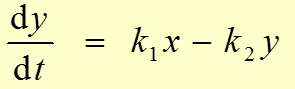 dy/dt = k₁x − k₂y